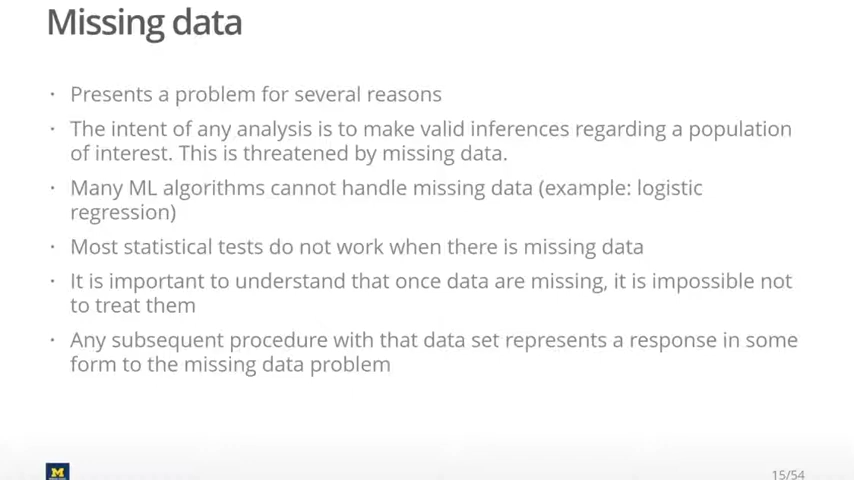 Missing data
· Presents a problem for several reasons
· The intent of any analysis is to make valid inferences regarding a population
of interest. This is threatened by missing data.
· Many ML algorithms cannot handle missing data (example: logistic
regression)
· Most statistical tests do not work when there is missing data
· It is important to understand that once data are missing, it is impossible not
to treat them
· Any subsequent procedure with that data set represents a response in some
form to the missing data problem
M
15/54